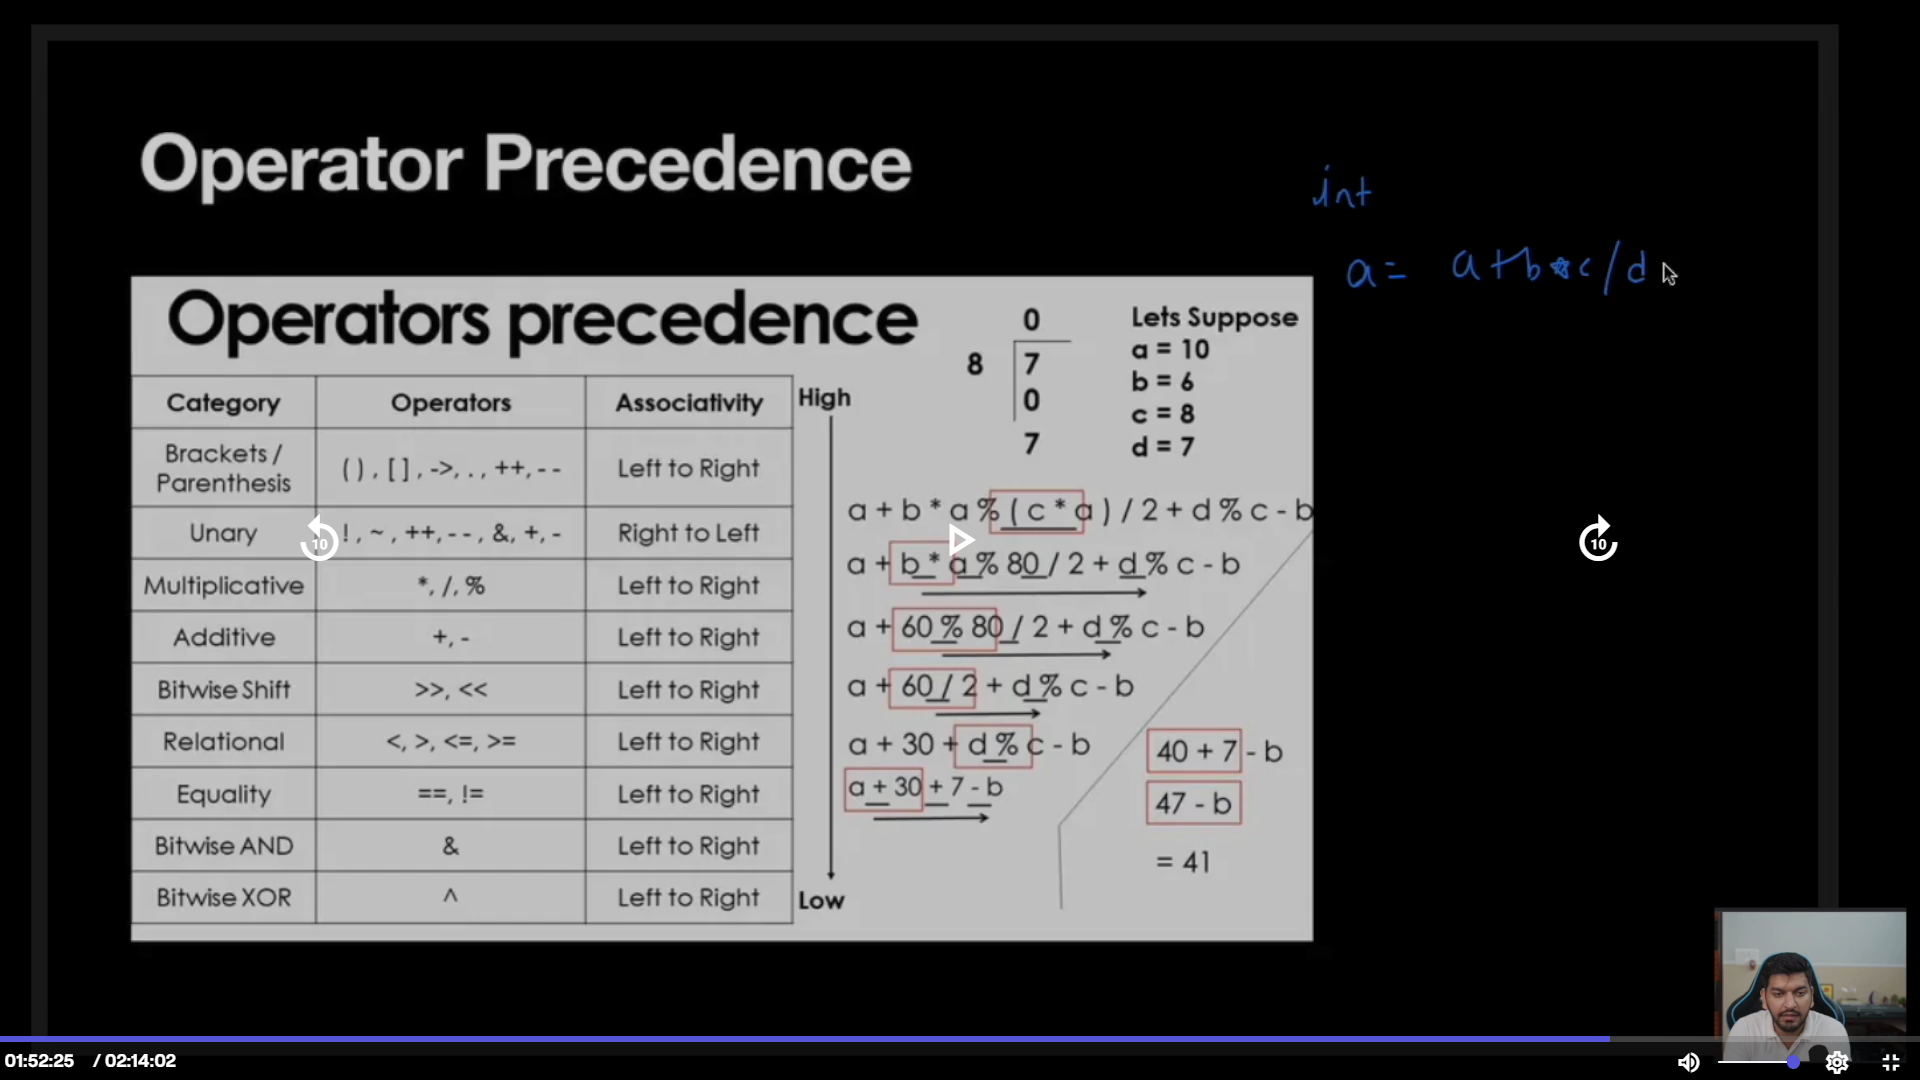 Operator Precedence
int
a = a+b*c/d
Operators precedence
Category Operators Associativity
Brackets / Parenthesis ( ) , [ ] , ->, . , ++, - - Left to Right
Unary ! , ~ , ++, - - , &, +, - Right to Left
Multiplicative *, /, % Left to Right
Additive +, - Left to Right
Bitwise Shift >>, << Left to Right
Relational <, >, <=, >= Left to Right
Equality ==, != Left to Right
Bitwise AND & Left to Right
Bitwise XOR ^ Left to Right
High
Low
0
8 7
0
7
Lets Suppose
a = 10
b = 6
c = 8
d = 7
a + b * a % ( c * a ) / 2 + d % c - b
a + b * a % 80 / 2 + d % c - b
a + 60 % 80 / 2 + d % c - b
a + 60 / 2 + d % c - b
a + 30 + d % c - b
a + 30 + 7 - b
40 + 7 - b
47 - b
= 41
10
10
01:52:25 / 02:14:02